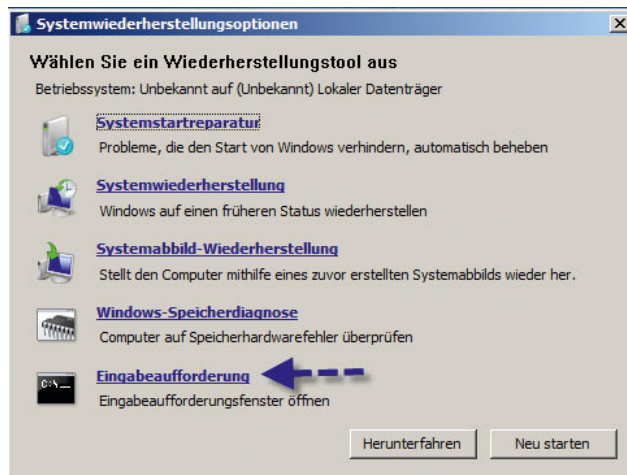 Systemwiederherstellungsoptionen
Wählen Sie ein Wiederherstellungstool aus
Betriebssystem: Unbekannt auf (Unbekannt) Lokaler Datenträger
Systemstartreparatur
Probleme, die den Start von Windows verhindern, automatisch beheben
Systemwiederherstellung
Windows auf einen früheren Status wiederherstellen
Systemabbild-Wiederherstellung
Stellt den Computer mithilfe eines zuvor erstellten Systemabbilds wieder her.
Windows-Speicherdiagnose
Computer auf Speicherhardwarefehler überprüfen
C:\_
Eingabeaufforderung
Eingabeaufforderungsfenster öffnen
Herunterfahren Neu starten